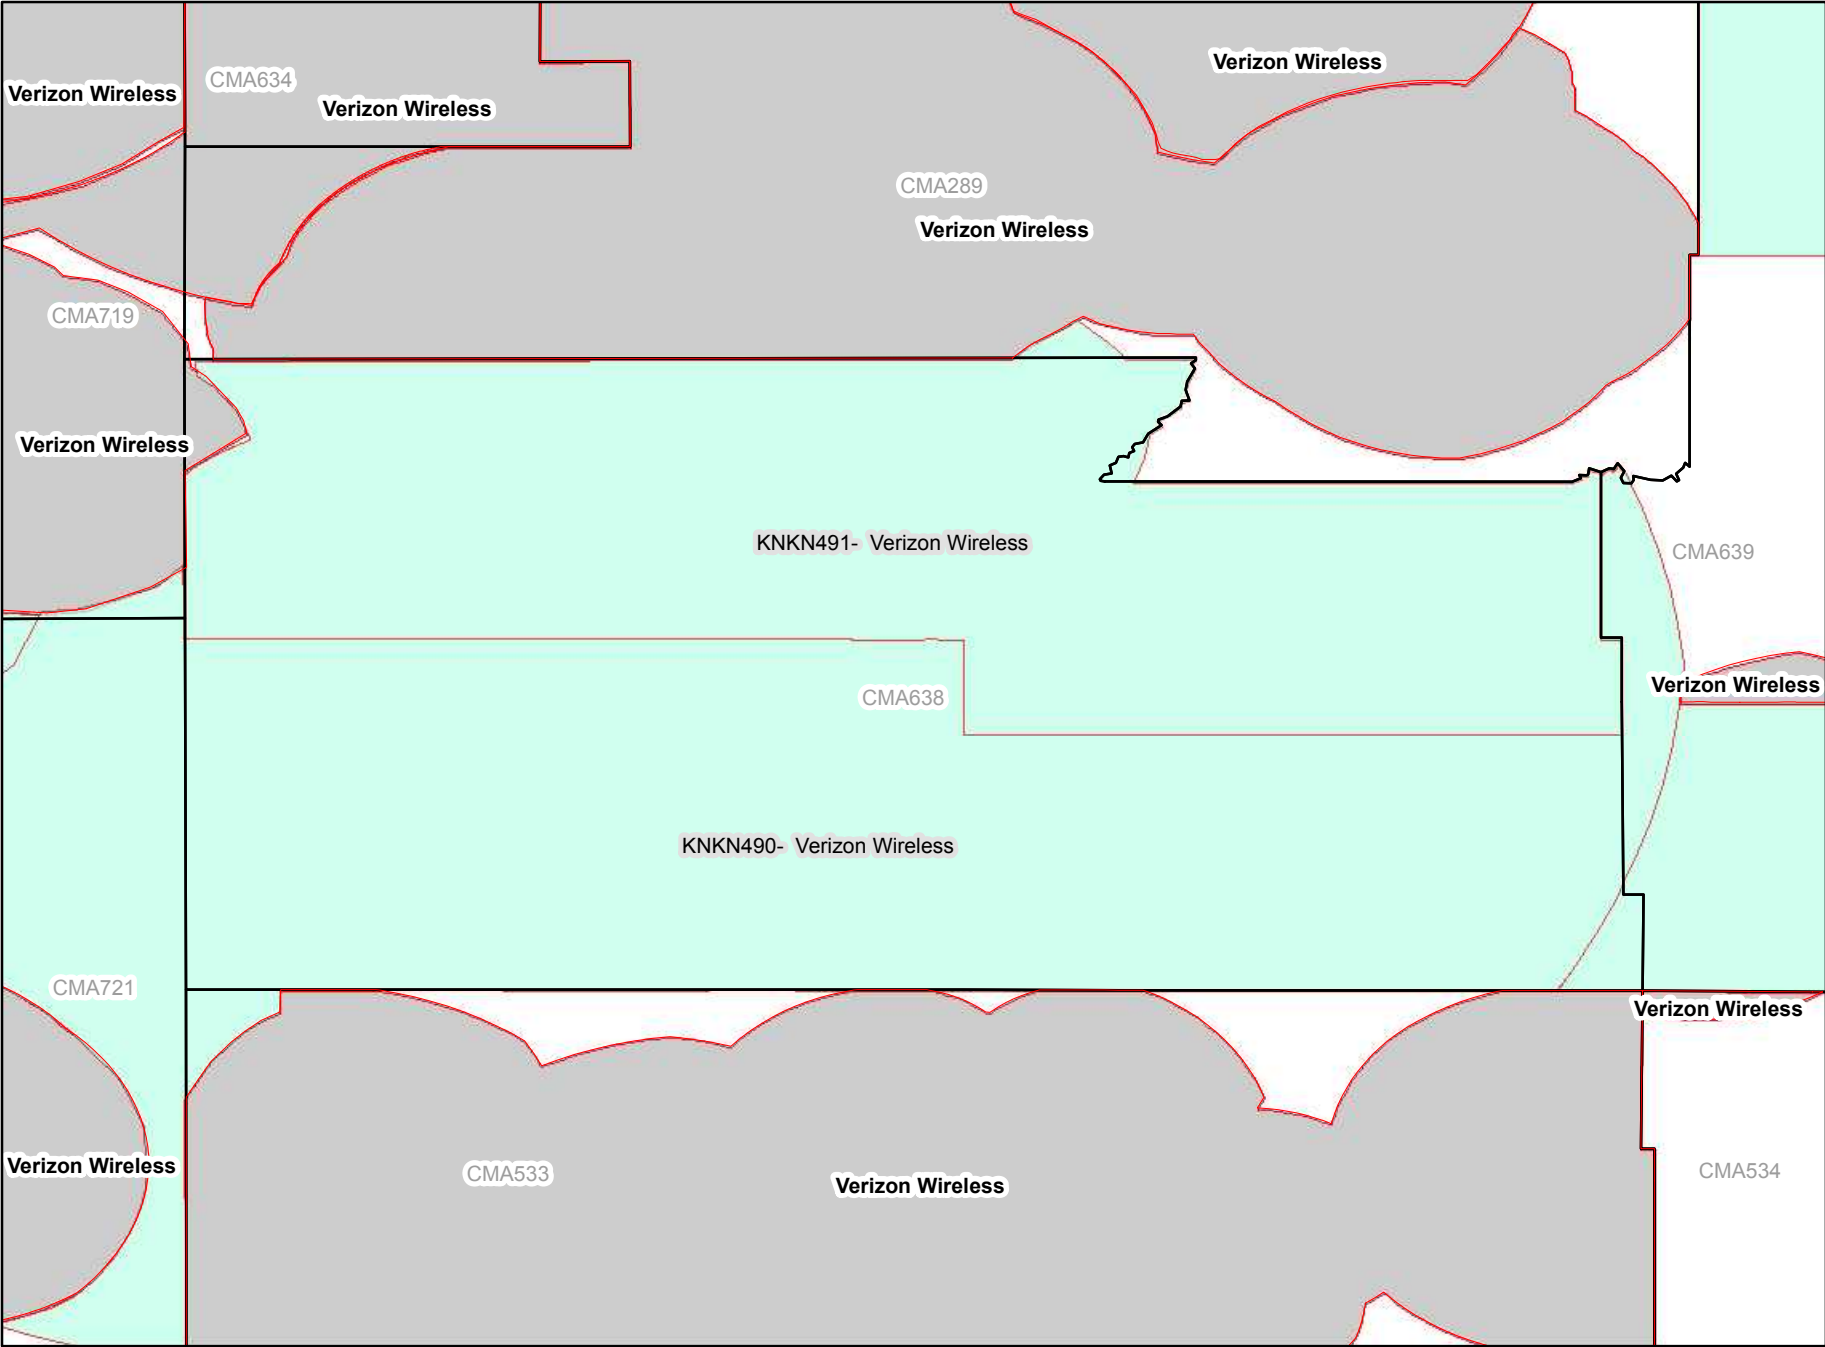 Verizon Wireless
CMA634
Verizon Wireless
Verizon Wireless
CMA289
Verizon Wireless
CMA719
Verizon Wireless
KNKN491-  Verizon Wireless
CMA639
CMA638
Verizon Wireless
KNKN490-  Verizon Wireless
CMA721
Verizon Wireless
Verizon Wireless
CMA533
Verizon Wireless
CMA534